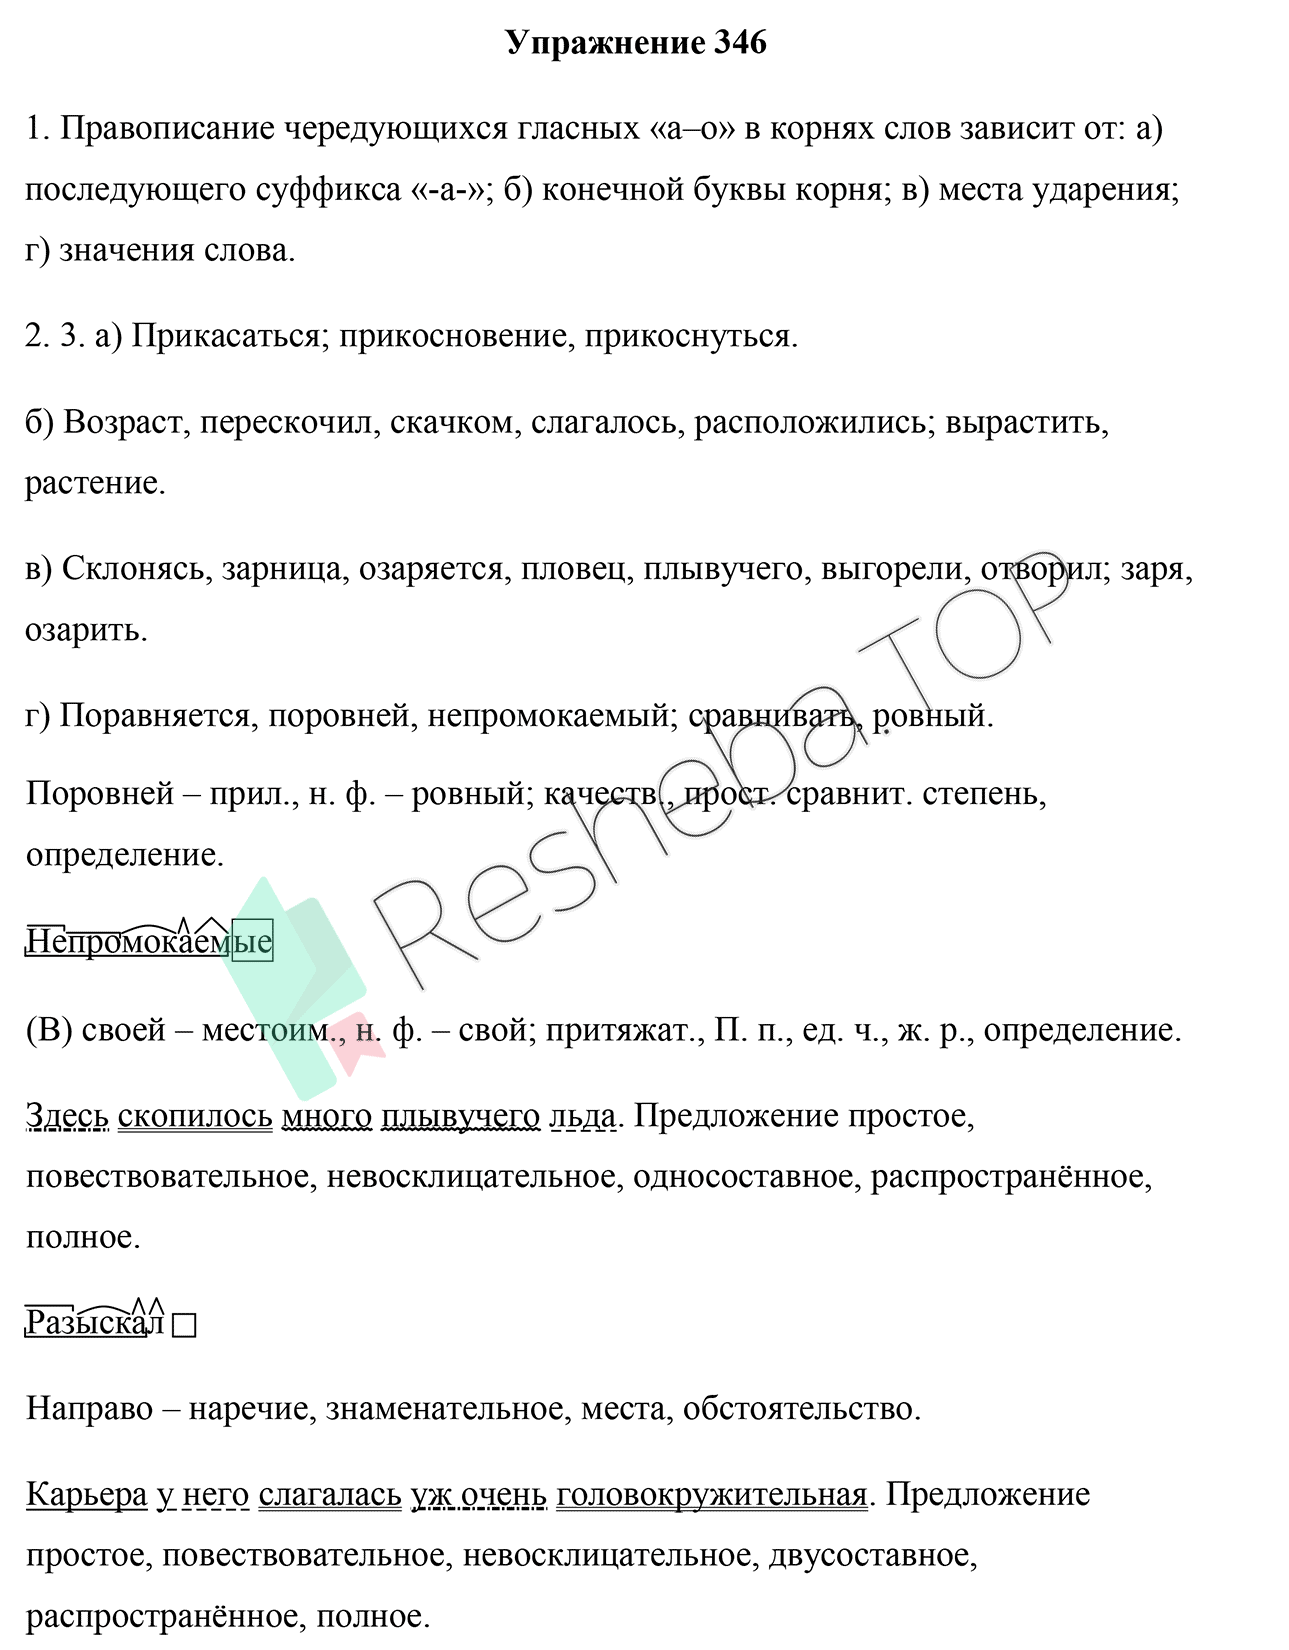 Упражнение 346
1. Правописание чередующихся гласных «а–о» в корнях слов зависит от: а)
последующего суффикса «-а-»; б) конечной буквы корня; в) места ударения;
г) значения слова.
2. 3. а) Прикасаться; прикосновение, прикоснуться.
б) Возраст, перескочил, скачком, слагалось, расположились; вырастить,
растение.
в) Склонясь, зарница, озаряется, пловец, плывучего, выгорели, отворил; заря,
озарить.
г) Поравняется, поровней, непромокаемый; сравнивать, ровный.
Поровней – прил., н. ф. – ровный; качеств., прост. сравнит. степень,
определение.
Непромокаемые
(В) своей – местоим., н. ф. – свой; притяжат., П. п., ед. ч., ж. р., определение.
Здесь скопилось много плывучего льда. Предложение простое,
повествовательное, невосклицательное, односоставное, распространённое,
полное.
Разыскал
Направо – наречие, знаменательное, места, обстоятельство.
Карьера у него слагалась уж очень головокружительная. Предложение
простое, повествовательное, невосклицательное, двусоставное,
распространённое, полное.
Resheba.TOP